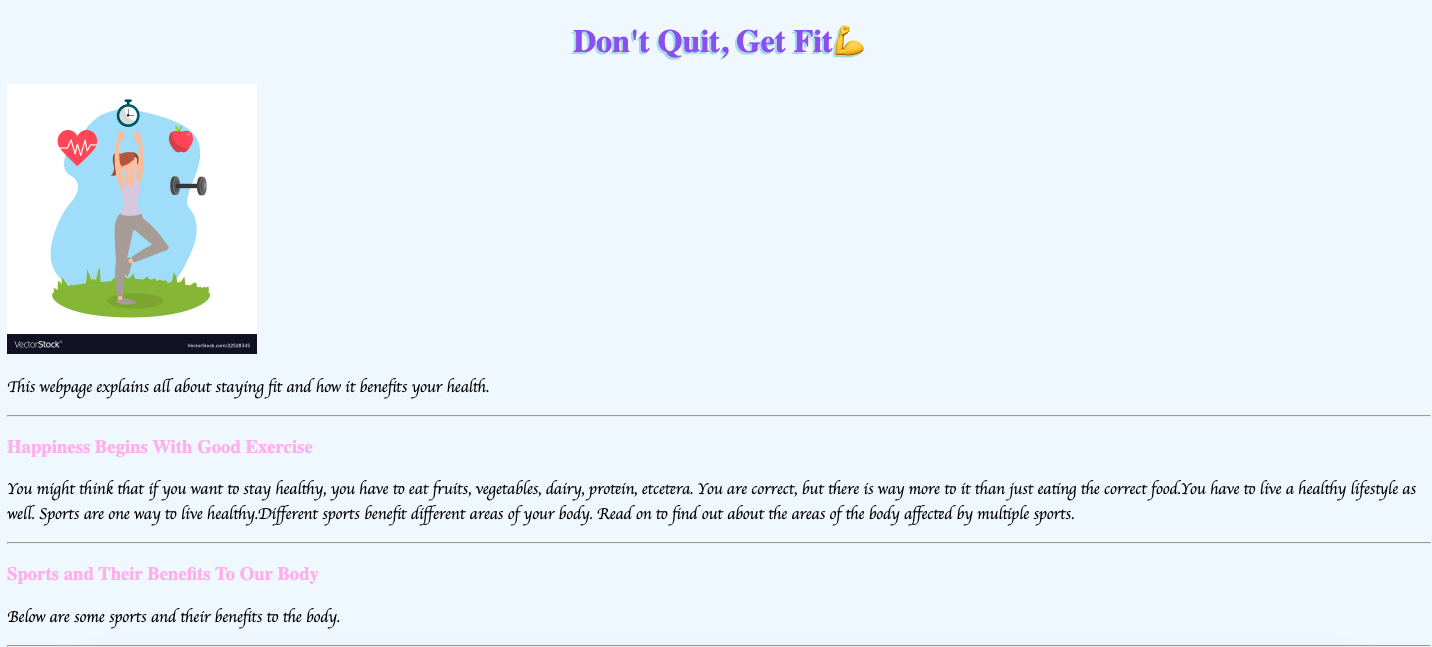 Don't Quit, Get Fit💪
VectorStock®
VectorStock.com/22528345
This webpage explains all about staying fit and how it benefits your health.
Happiness Begins With Good Exercise
You might think that if you want to stay healthy, you have to eat fruits, vegetables, dairy, protein, etcetera. You are correct, but there is way more to it than just eating the correct food.You have to live a healthy lifestyle as
well. Sports are one way to live healthy.Different sports benefit different areas of your body. Read on to find out about the areas of the body affected by multiple sports.
Sports and Their Benefits To Our Body
Below are some sports and their benefits to the body.